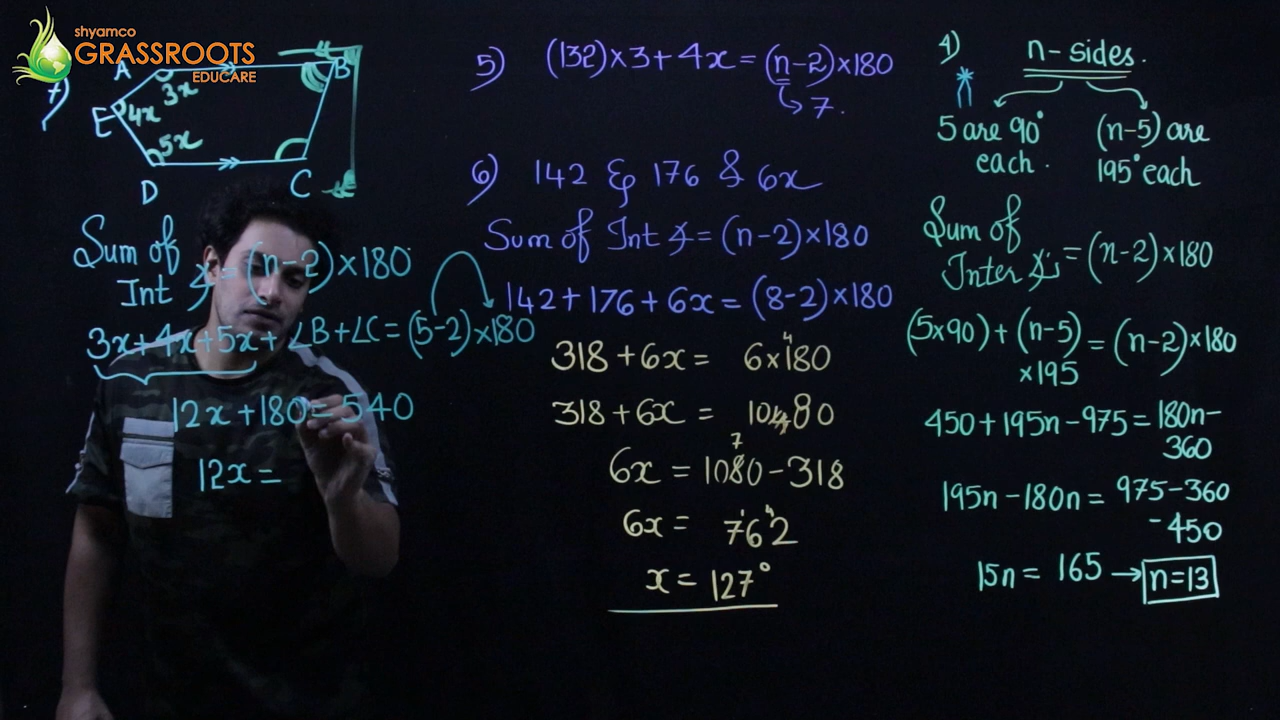 shyamco
GRASSROOTS
EDUCARE
7)
A
B
3x
E
4x
5x
D
C
Sum of
Int ∡ = (n-2)×180
3x+4x+5x+ ∠B+∠C = (5-2)×180
12x+180=540
12x=
5) (132)×3+4x=(n-2)×180
7.
6) 142 & 176 & 6x
Sum of Int ∡=(n-2)×180
142+176+6x=(8-2)×180
318+6x= 6×180
4
318+6x= 10480
7
6x = 1080-318
6x = 762
x = 127°
4) n-sides.
5 are 90° each.
(n-5) are 195° each
Sum of
Inter ∡s = (n-2)×180
(5×90)+(n-5)×195 = (n-2)×180
450+195n-975=180n-360
195n-180n= 975-360-450
15n= 165 → n=13